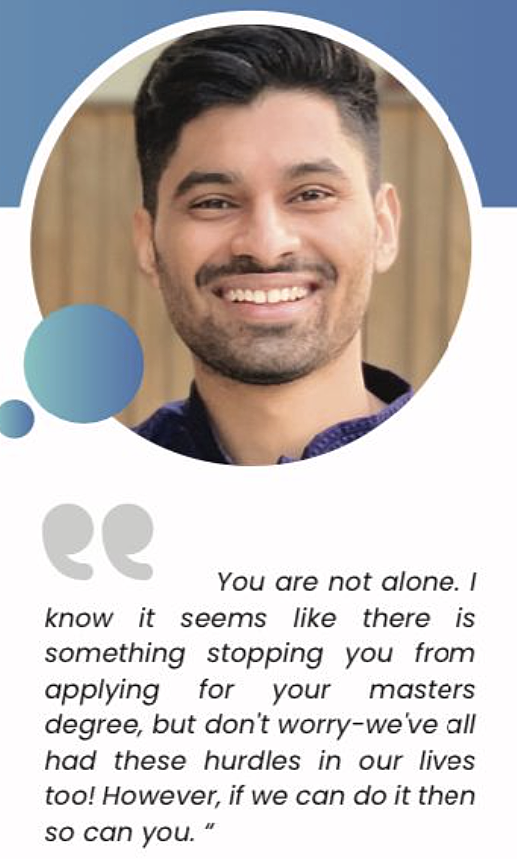 You are not alone. I
know it seems like there is
something stopping you from
applying for your masters
degree, but don't worry-we've all
had these hurdles in our lives
too! However, if we can do it then
so can you. “